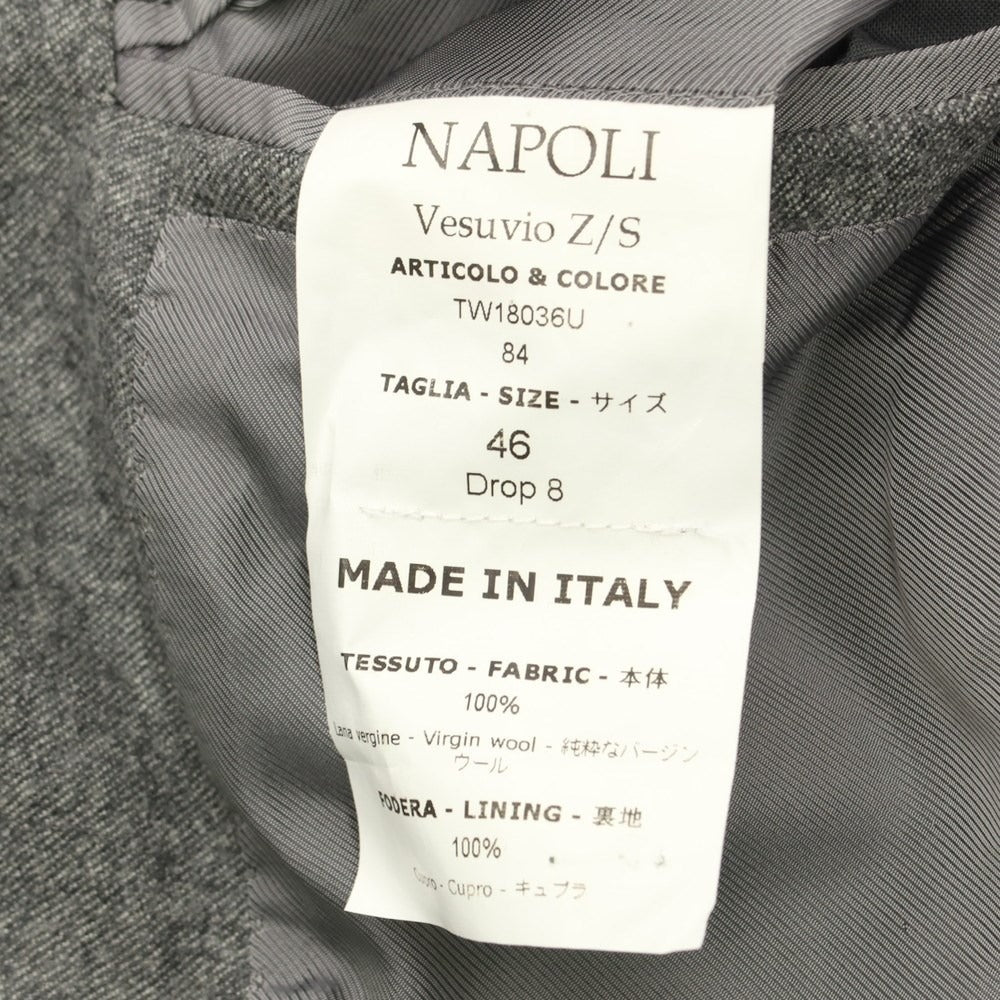 NAPOLI
Vesuvio Z/S
ARTICOLO & COLORE
TW18036U
84
TAGLIA - SIZE - サイズ
46
Drop 8
MADE IN ITALY
TESSUTO - FABRIC - 本体
100%
Lana vergine - Virgin wool - 純粋なバージン
ウール
FODERA - LINING - 裏地
100%
Cupro - Cupro - キュプラ